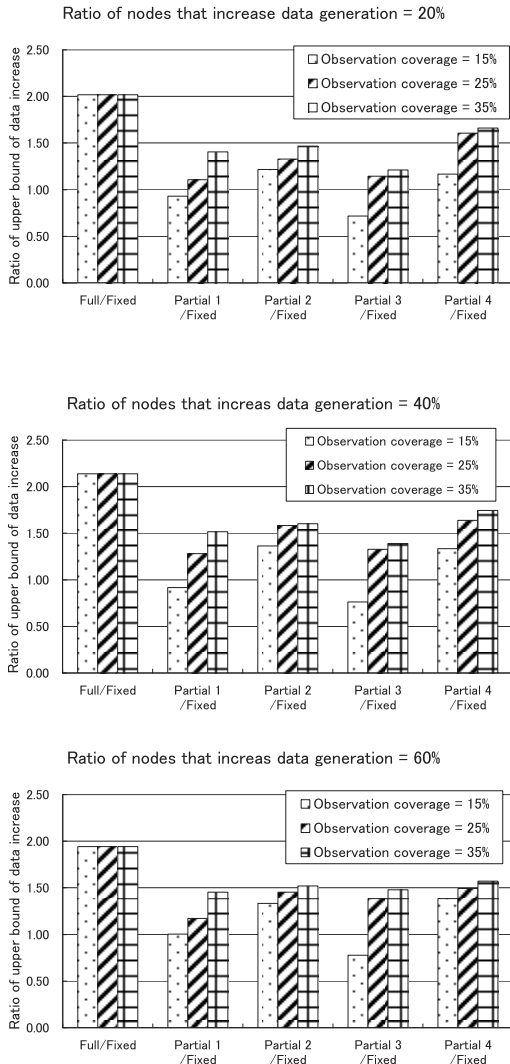 Ratio of nodes that increase data generation = 20%
Ratio of upper bound of data increase
2.50
2.00
1.50
1.00
0.50
0.00
Observation coverage = 15%
Observation coverage = 25%
Observation coverage = 35%
Full/Fixed
Partial 1
/Fixed
Partial 2
/Fixed
Partial 3
/Fixed
Partial 4
/Fixed
Ratio of nodes that increas data generation = 40%
Ratio of upper bound of data increase
2.50
2.00
1.50
1.00
0.50
0.00
Observation coverage = 15%
Observation coverage = 25%
Observation coverage = 35%
Full/Fixed
Partial 1
/Fixed
Partial 2
/Fixed
Partial 3
/Fixed
Partial 4
/Fixed
Ratio of nodes that increas data generation = 60%
Ratio of upper bound of data increase
2.50
2.00
1.50
1.00
0.50
0.00
Observation coverage = 15%
Observation coverage = 25%
Observation coverage = 35%
Full/Fixed
Partial 1
/Fixed
Partial 2
/Fixed
Partial 3
/Fixed
Partial 4
/Fixed